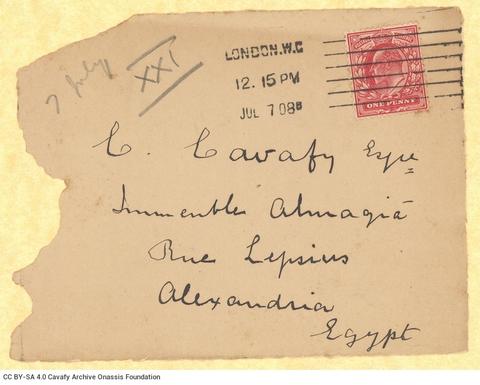 7 July
XXI
LONDON. W.C
12. 15 PM
JUL 7 08
ONE PENNY
C. Cavafy Esqre
Immeuble Almagià
Rue Lepsius
Alexandria
Egypt
CC BY-SA 4.0 Cavafy Archive Onassis Foundation